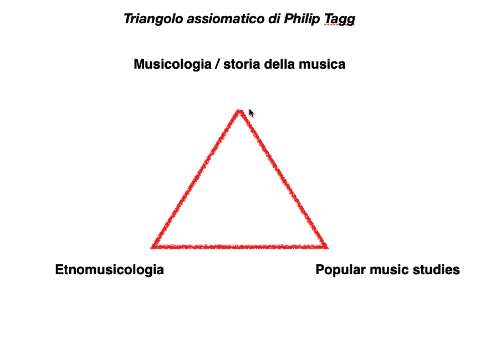 Triangolo assiomatico di Philip Tagg
Musicologia / storia della musica
Etnomusicologia
Popular music studies